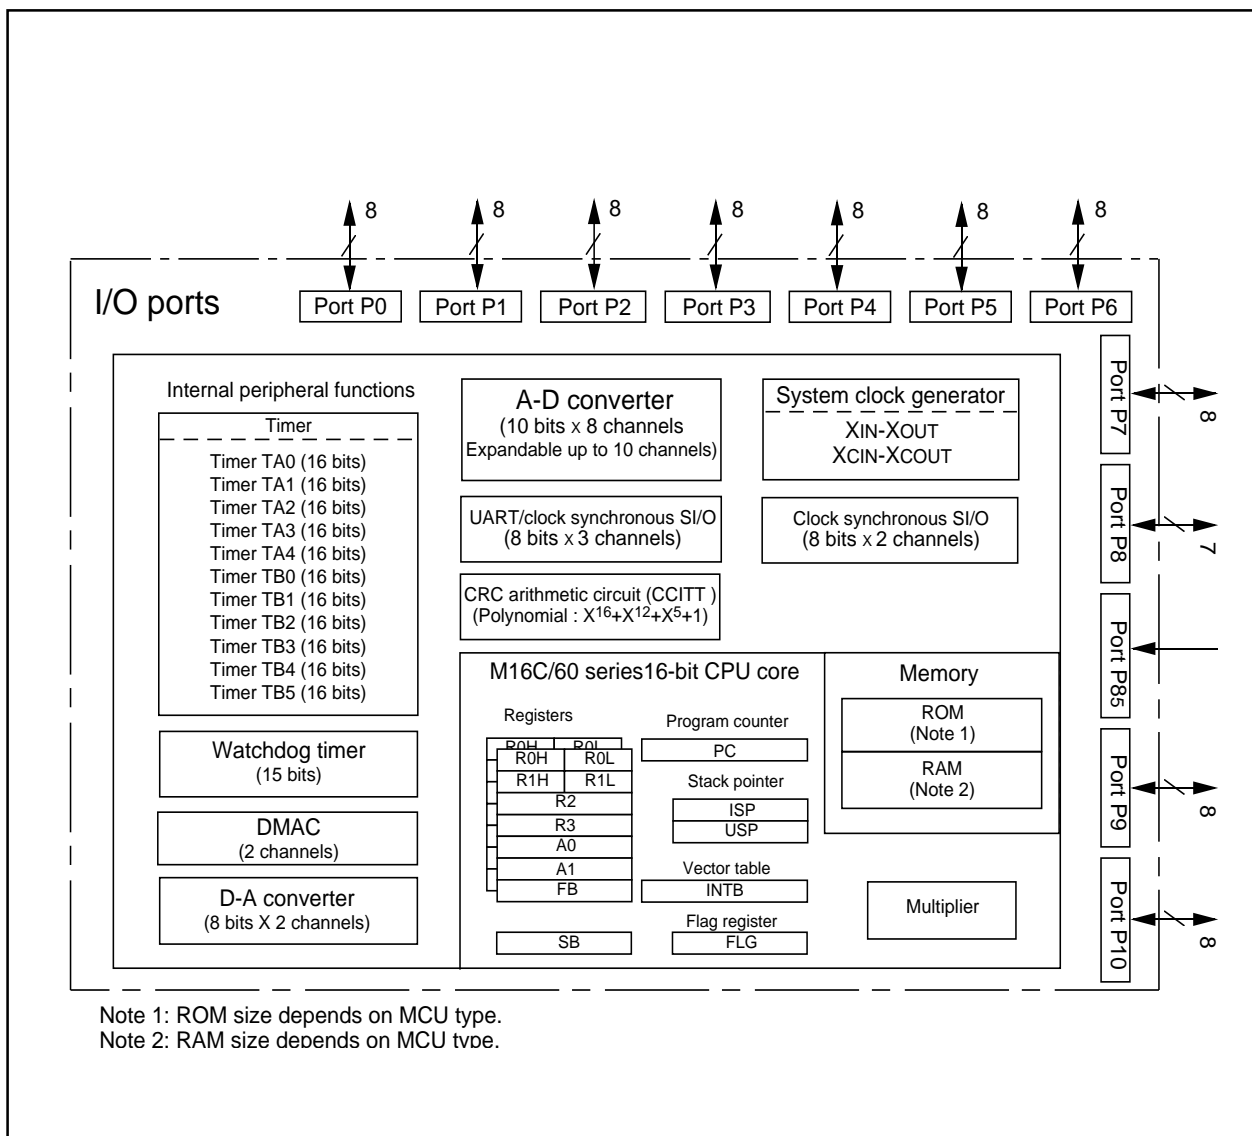 8 8 8 8 8 8 8
I/O ports
Port P0 Port P1 Port P2 Port P3 Port P4 Port P5 Port P6
Internal peripheral functions
Timer
Timer TA0 (16 bits)
Timer TA1 (16 bits)
Timer TA2 (16 bits)
Timer TA3 (16 bits)
Timer TA4 (16 bits)
Timer TB0 (16 bits)
Timer TB1 (16 bits)
Timer TB2 (16 bits)
Timer TB3 (16 bits)
Timer TB4 (16 bits)
Timer TB5 (16 bits)
Watchdog timer
(15 bits)
DMAC
(2 channels)
D-A converter
(8 bits X 2 channels)
A-D converter
(10 bits x 8 channels
Expandable up to 10 channels)
UART/clock synchronous SI/O
(8 bits x 3 channels)
CRC arithmetic circuit (CCITT )
(Polynomial : X16+X12+X5+1)
System clock generator
XIN-XOUT
XCIN-XCOUT
Clock synchronous SI/O
(8 bits x 2 channels)
M16C/60 series16-bit CPU core
Registers
R0H R0L
R0H R0L
R1H R1L
R2
R3
A0
A1
FB
SB
Program counter
PC
Stack pointer
ISP
USP
Vector table
INTB
Flag register
FLG
Memory
ROM
(Note 1)
RAM
(Note 2)
Multiplier
Port P7
8
Port P8
7
Port P85
Port P9
8
Port P10
8
Note 1: ROM size depends on MCU type.
Note 2: RAM size depends on MCU type.